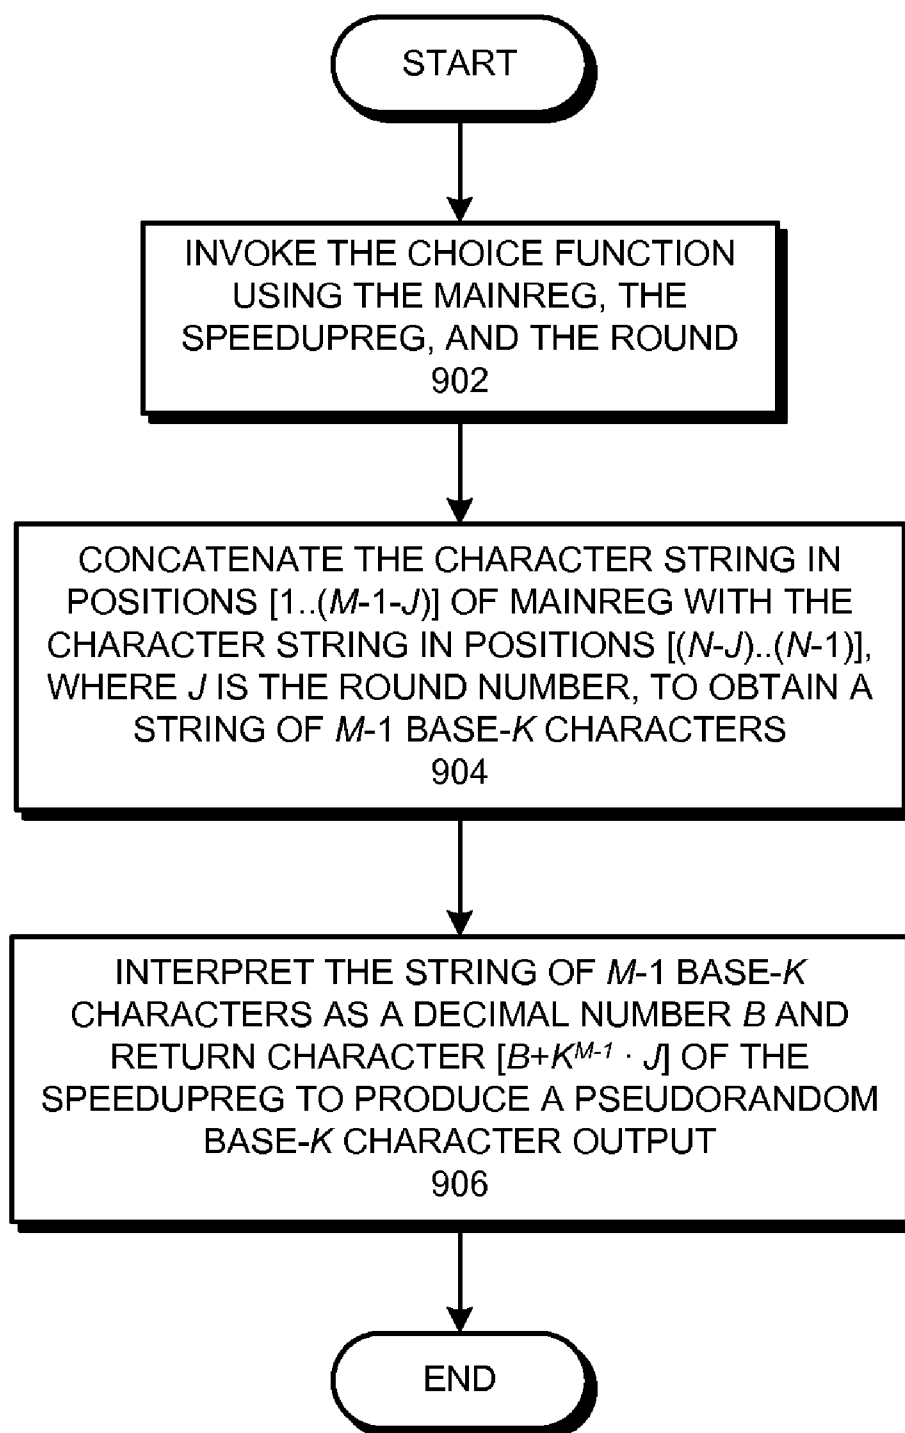 START
INVOKE THE CHOICE FUNCTION
USING THE MAINREG, THE
SPEEDUPREG, AND THE ROUND
902
CONCATENATE THE CHARACTER STRING IN
POSITIONS [1..(M-1-J)] OF MAINREG WITH THE
CHARACTER STRING IN POSITIONS [(N-J)..(N-1)],
WHERE J IS THE ROUND NUMBER, TO OBTAIN A
STRING OF M-1 BASE-K CHARACTERS
904
INTERPRET THE STRING OF M-1 BASE-K
CHARACTERS AS A DECIMAL NUMBER B AND
RETURN CHARACTER [B+K^{M-1} · J] OF THE
SPEEDUPREG TO PRODUCE A PSEUDORANDOM
BASE-K CHARACTER OUTPUT
906
END